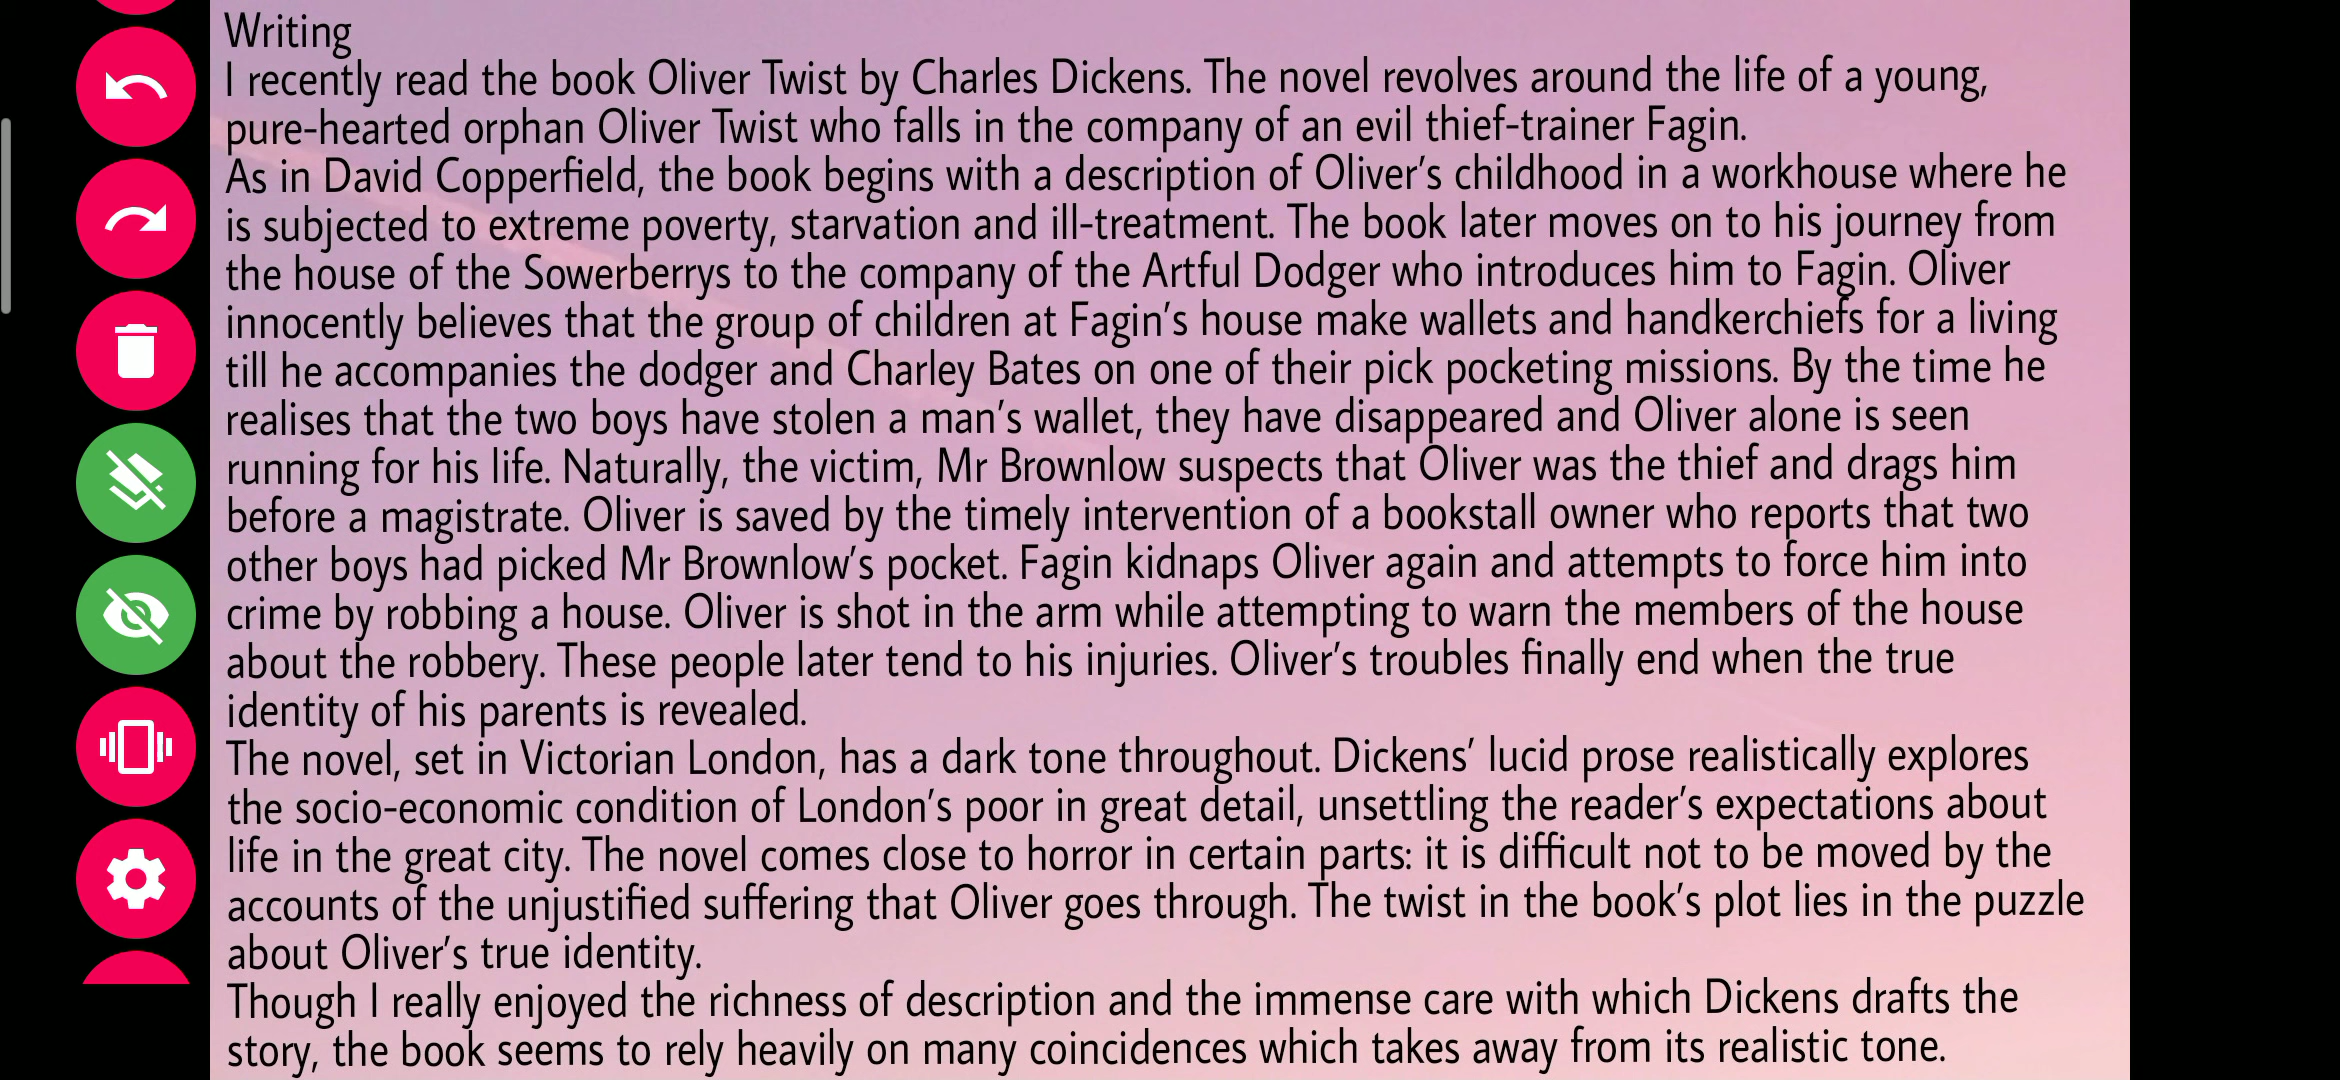 Writing
I recently read the book Oliver Twist by Charles Dickens. The novel revolves around the life of a young,
pure-hearted orphan Oliver Twist who falls in the company of an evil thief-trainer Fagin.
As in David Copperfield, the book begins with a description of Oliver’s childhood in a workhouse where he
is subjected to extreme poverty, starvation and ill-treatment. The book later moves on to his journey from
the house of the Sowerberrys to the company of the Artful Dodger who introduces him to Fagin. Oliver
innocently believes that the group of children at Fagin’s house make wallets and handkerchiefs for a living
till he accompanies the dodger and Charley Bates on one of their pick pocketing missions. By the time he
realises that the two boys have stolen a man’s wallet, they have disappeared and Oliver alone is seen
running for his life. Naturally, the victim, Mr Brownlow suspects that Oliver was the thief and drags him
before a magistrate. Oliver is saved by the timely intervention of a bookstall owner who reports that two
other boys had picked Mr Brownlow’s pocket. Fagin kidnaps Oliver again and attempts to force him into
crime by robbing a house. Oliver is shot in the arm while attempting to warn the members of the house
about the robbery. These people later tend to his injuries. Oliver’s troubles finally end when the true
identity of his parents is revealed.
The novel, set in Victorian London, has a dark tone throughout. Dickens’ lucid prose realistically explores
the socio-economic condition of London’s poor in great detail, unsettling the reader’s expectations about
life in the great city. The novel comes close to horror in certain parts: it is difficult not to be moved by the
accounts of the unjustified suffering that Oliver goes through. The twist in the book’s plot lies in the puzzle
about Oliver’s true identity.
Though I really enjoyed the richness of description and the immense care with which Dickens drafts the
story, the book seems to rely heavily on many coincidences which takes away from its realistic tone.